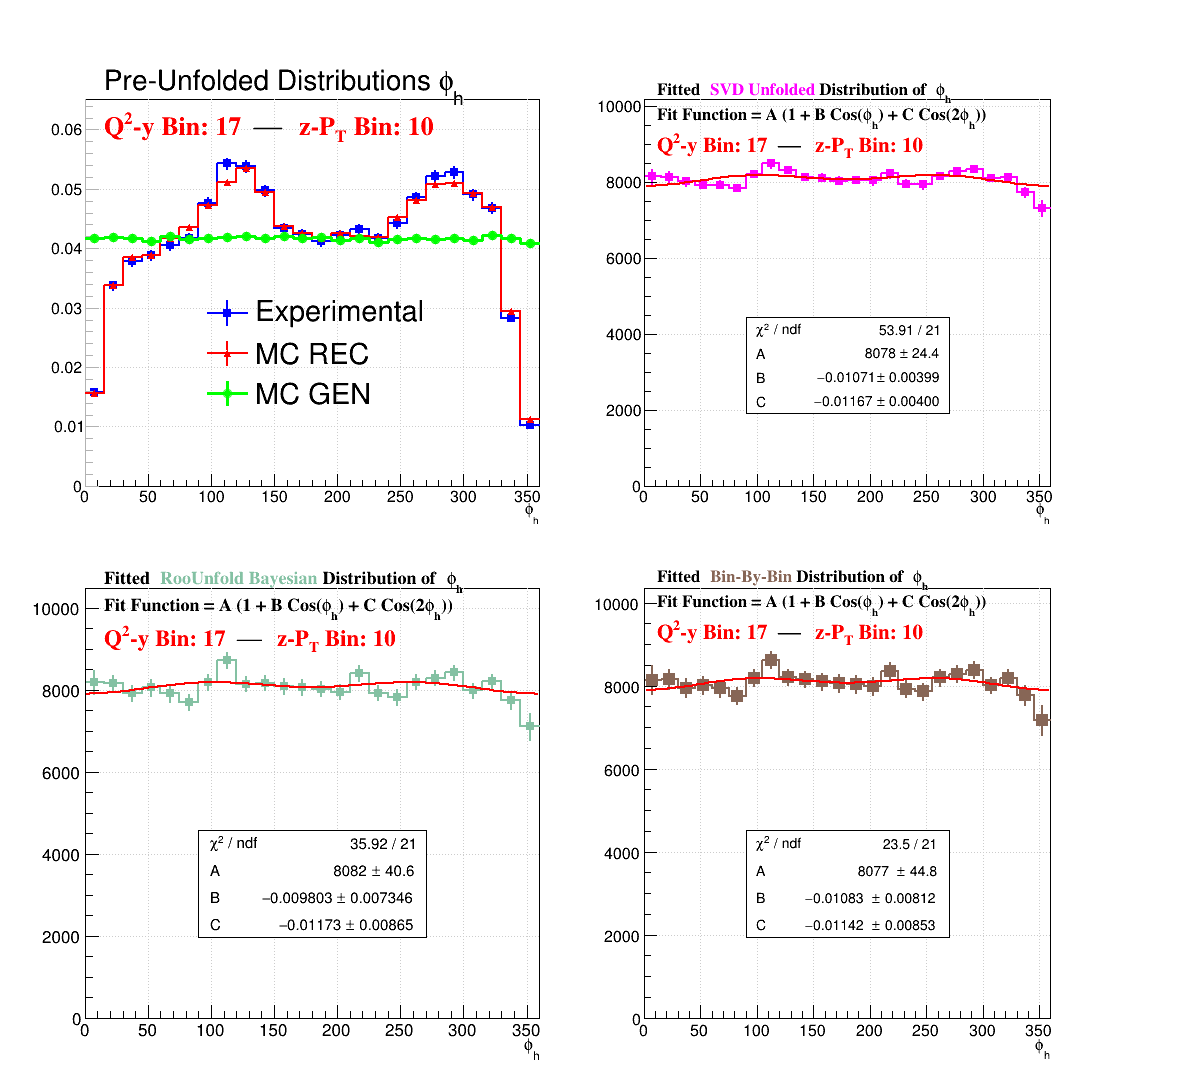 Pre-Unfolded Distributions ϕh
Q²-y Bin: 17 — z-PT Bin: 10
0.06
0.05
0.04
0.03
0.02
0.01
0
Experimental
MC REC
MC GEN
0 50 100 150 200 250 300 350
ϕh
Fitted SVD Unfolded Distribution of ϕh
Fit Function = A (1 + B Cos(ϕh) + C Cos(2ϕh))
Q²-y Bin: 17 — z-PT Bin: 10
10000
8000
6000
4000
2000
0
χ² / ndf 53.91 / 21
A 8078 ± 24.4
B −0.01071 ± 0.00399
C −0.01167 ± 0.00400
0 50 100 150 200 250 300 350
ϕh
Fitted RooUnfold Bayesian Distribution of ϕh
Fit Function = A (1 + B Cos(ϕh) + C Cos(2ϕh))
Q²-y Bin: 17 — z-PT Bin: 10
10000
8000
6000
4000
2000
0
χ² / ndf 35.92 / 21
A 8082 ± 40.6
B −0.009803 ± 0.007346
C −0.01173 ± 0.00865
0 50 100 150 200 250 300 350
ϕh
Fitted Bin-By-Bin Distribution of ϕh
Fit Function = A (1 + B Cos(ϕh) + C Cos(2ϕh))
Q²-y Bin: 17 — z-PT Bin: 10
10000
8000
6000
4000
2000
0
χ² / ndf 23.5 / 21
A 8077 ± 44.8
B −0.01083 ± 0.00812
C −0.01142 ± 0.00853
0 50 100 150 200 250 300 350
ϕh